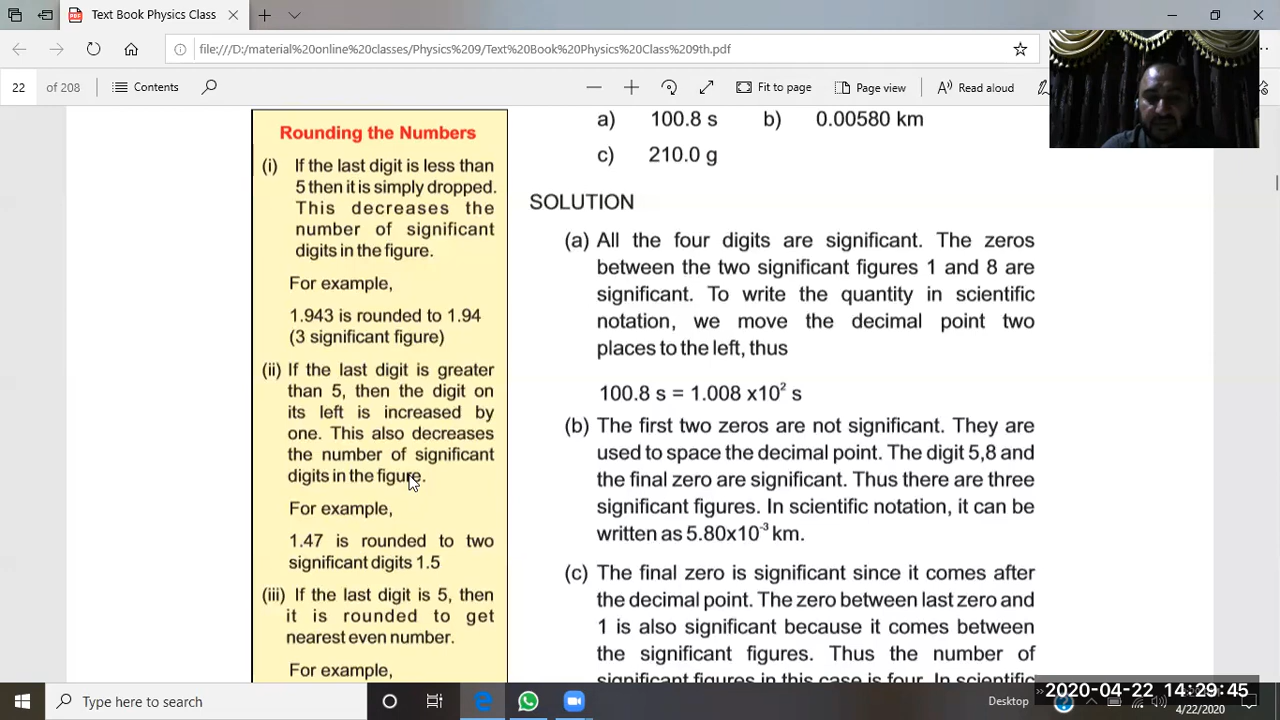 Text Book Physics Class
file:///D:/material%20online%20classes/Physics%209/Text%20Book%20Physics%20Class%209th.pdf
22 of 208 Contents Fit to page Page view Read aloud
Rounding the Numbers
(i) If the last digit is less than
5 then it is simply dropped.
This decreases the
number of significant
digits in the figure.
For example,
1.943 is rounded to 1.94
(3 significant figure)
(ii) If the last digit is greater
than 5, then the digit on
its left is increased by
one. This also decreases
the number of significant
digits in the figure.
For example,
1.47 is rounded to two
significant digits 1.5
(iii) If the last digit is 5, then
it is rounded to get
nearest even number.
For example,
a) 100.8 s b) 0.00580 km
c) 210.0 g
SOLUTION
(a) All the four digits are significant. The zeros
between the two significant figures 1 and 8 are
significant. To write the quantity in scientific
notation, we move the decimal point two
places to the left, thus
100.8 s = 1.008 x10² s
(b) The first two zeros are not significant. They are
used to space the decimal point. The digit 5,8 and
the final zero are significant. Thus there are three
significant figures. In scientific notation, it can be
written as 5.80x10⁻³ km.
(c) The final zero is significant since it comes after
the decimal point. The zero between last zero and
1 is also significant because it comes between
the significant figures. Thus the number of
significant figures in this case is four. In scientific
Type here to search
Desktop
2020-04-22 14:29:45
4/22/2020